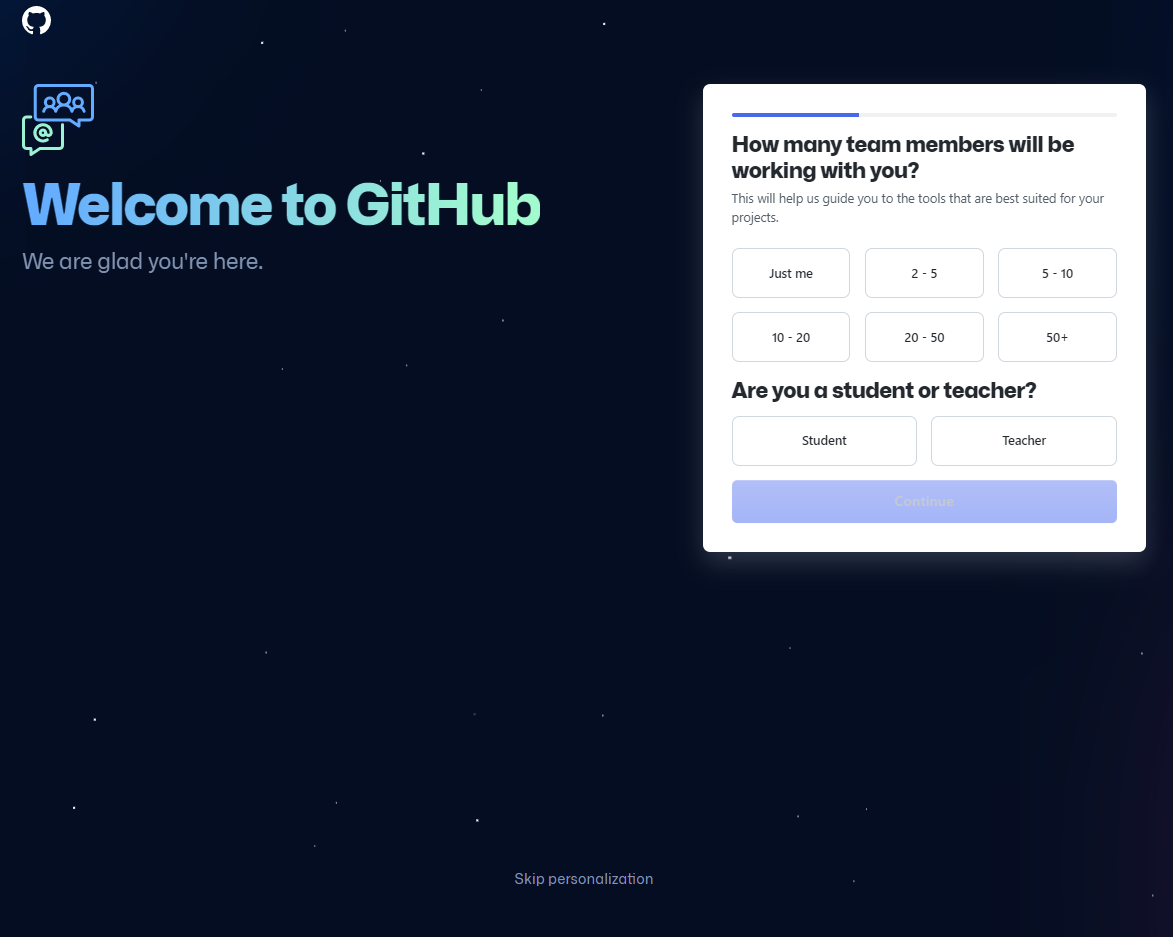 @
Welcome to GitHub
We are glad you're here.
How many team members will be
working with you?
This will help us guide you to the tools that are best suited for your
projects.
Just me
2 - 5
5 - 10
10 - 20
20 - 50
50+
Are you a student or teacher?
Student
Teacher
Continue
Skip personalization